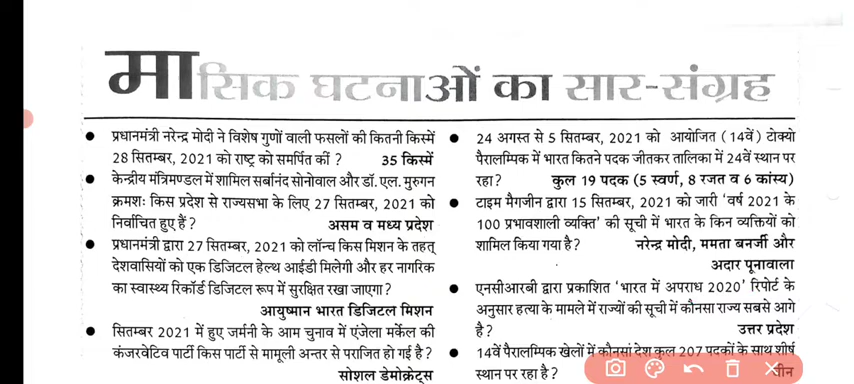 मासिक घटनाओं का सार-संग्रह
● प्रधानमंत्री नरेन्द्र मोदी ने विशेष गुणों वाली फसलों की कितनी किस्में
28 सितम्बर, 2021 को राष्ट्र को समर्पित कीं ? 35 किस्में
● केन्द्रीय मंत्रिमण्डल में शामिल सर्बानंद सोनोवाल और डॉ. एल. मुरुगन
क्रमशः किस प्रदेश से राज्यसभा के लिए 27 सितम्बर, 2021 को
निर्वाचित हुए हैं ? असम व मध्य प्रदेश
● प्रधानमंत्री द्वारा 27 सितम्बर, 2021 को लॉन्च किस मिशन के तहत्
देशवासियों को एक डिजिटल हेल्थ आईडी मिलेगी और हर नागरिक
का स्वास्थ्य रिकॉर्ड डिजिटल रूप में सुरक्षित रखा जाएगा ?
आयुष्मान भारत डिजिटल मिशन
● सितम्बर 2021 में हुए जर्मनी के आम चुनाव में एंजेला मर्केल की
कंजरवेटिव पार्टी किस पार्टी से मामूली अन्तर से पराजित हो गई है ?
सोशल डेमोक्रेट्स
● 24 अगस्त से 5 सितम्बर, 2021 को आयोजित (14वें) टोक्यो
पैरालम्पिक में भारत कितने पदक जीतकर तालिका में 24वें स्थान पर
रहा ? कुल 19 पदक (5 स्वर्ण, 8 रजत व 6 कांस्य)
● टाइम मैगजीन द्वारा 15 सितम्बर, 2021 को जारी ‘वर्ष 2021 के
100 प्रभावशाली व्यक्ति’ की सूची में भारत के किन व्यक्तियों को
शामिल किया गया है ? नरेन्द्र मोदी, ममता बनर्जी और
अदार पूनावाला
● एनसीआरबी द्वारा प्रकाशित ‘भारत में अपराध 2020’ रिपोर्ट के
अनुसार हत्या के मामले में राज्यों की सूची में कौनसा राज्य सबसे आगे
है ? उत्तर प्रदेश
● 14वें पैरालम्पिक खेलों में कौनसा देश कुल 207 पदकों के साथ शीर्ष
स्थान पर रहा है ? चीन